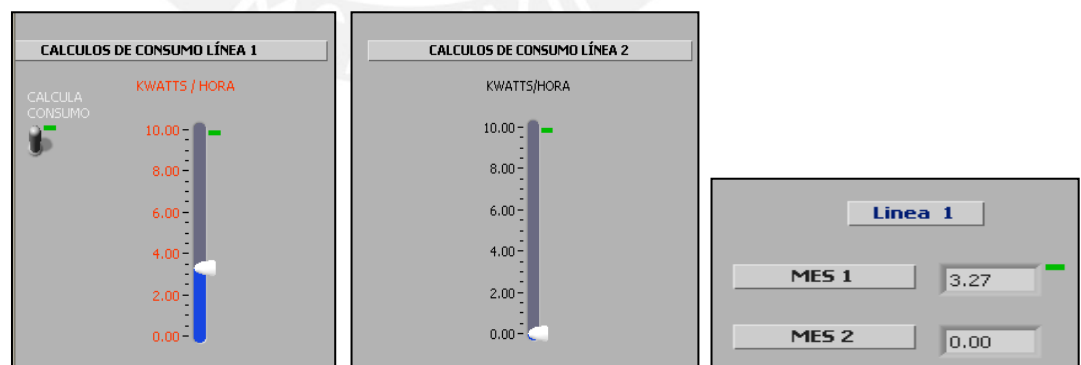 CALCULOS DE CONSUMO LÍNEA 1
KWATTS / HORA
CALCULA
CONSUMO
10.00
8.00
6.00
4.00
2.00
0.00
CALCULOS DE CONSUMO LÍNEA 2
KWATTS/HORA
10.00
8.00
6.00
4.00
2.00
0.00
Linea 1
MES 1 3.27
MES 2 0.00